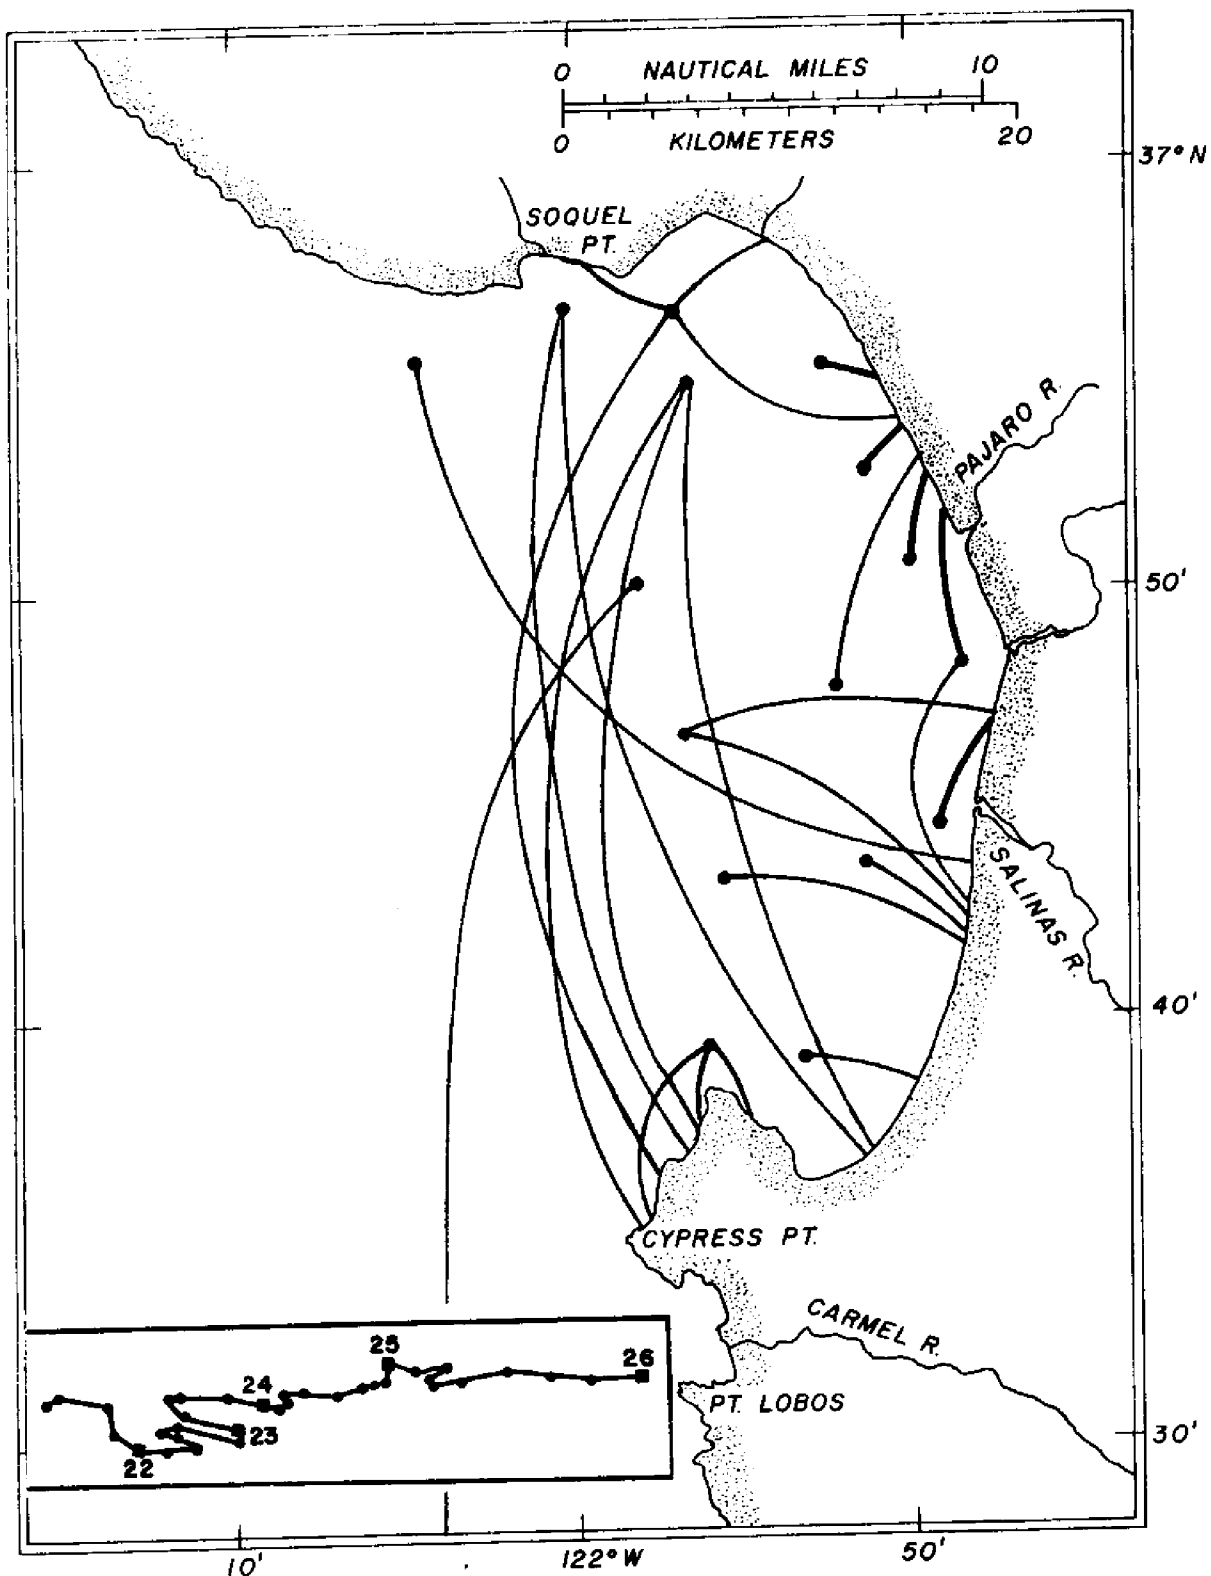 0 NAUTICAL MILES 10
0 KILOMETERS 20
37° N
SOQUEL
PT.
PAJARO R.
50'
SALINAS R.
40'
CYPRESS PT.
CARMEL R.
25
26
24
PT. LOBOS
23
22
30'
10'
122° W
50'